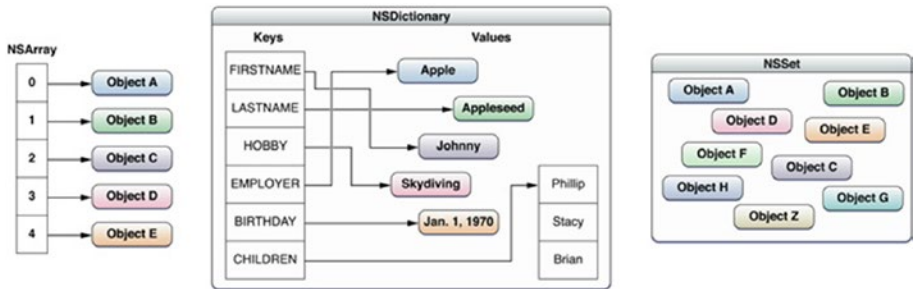 NSArray
0
Object A
1
Object B
2
Object C
3
Object D
4
Object E
NSDictionary
Keys
Values
FIRSTNAME
Apple
LASTNAME
Appleseed
HOBBY
Johnny
EMPLOYER
Skydiving
BIRTHDAY
Jan. 1, 1970
CHILDREN
Phillip
Stacy
Brian
NSSet
Object A
Object B
Object D
Object E
Object F
Object C
Object H
Object G
Object Z